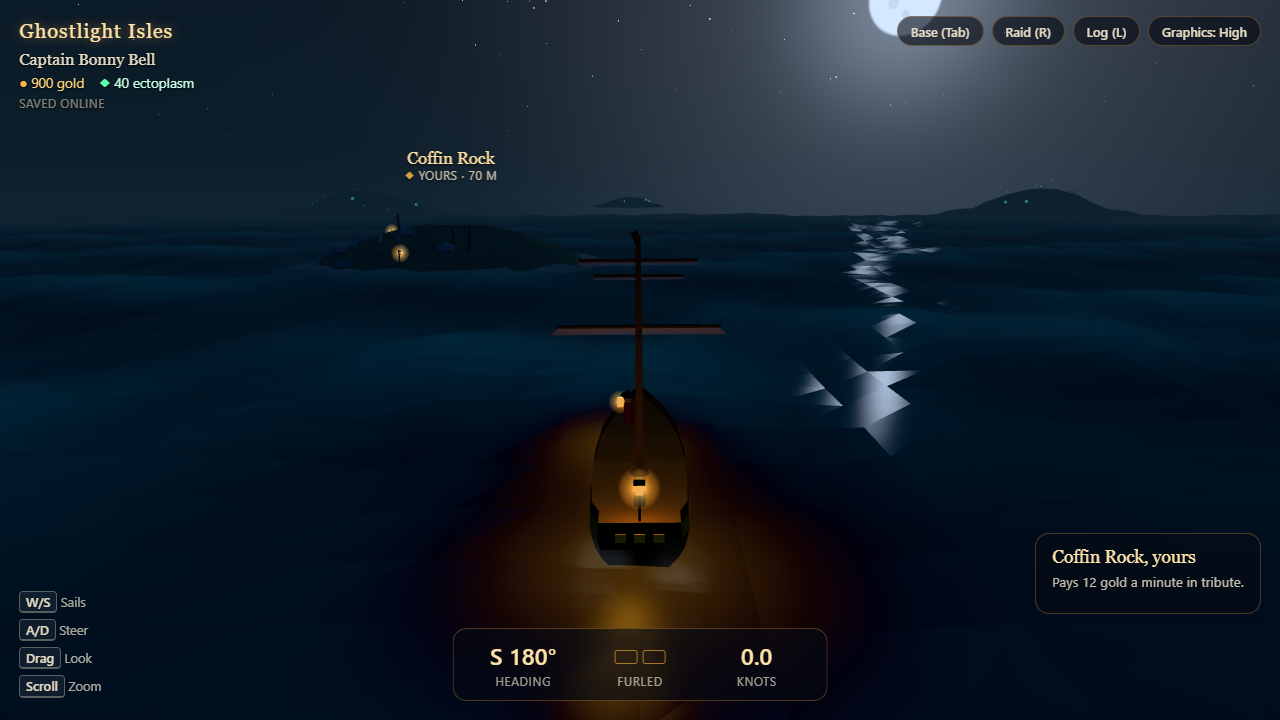 Ghostlight Isles
Captain Bonny Bell
900 gold 40 ectoplasm
SAVED ONLINE
Base (Tab) Raid (R) Log (L) Graphics: High
Coffin Rock
YOURS · 70 M
Coffin Rock, yours
Pays 12 gold a minute in tribute.
W/S Sails
A/D Steer
Drag Look
Scroll Zoom
S 180° 0.0
HEADING FURLED KNOTS